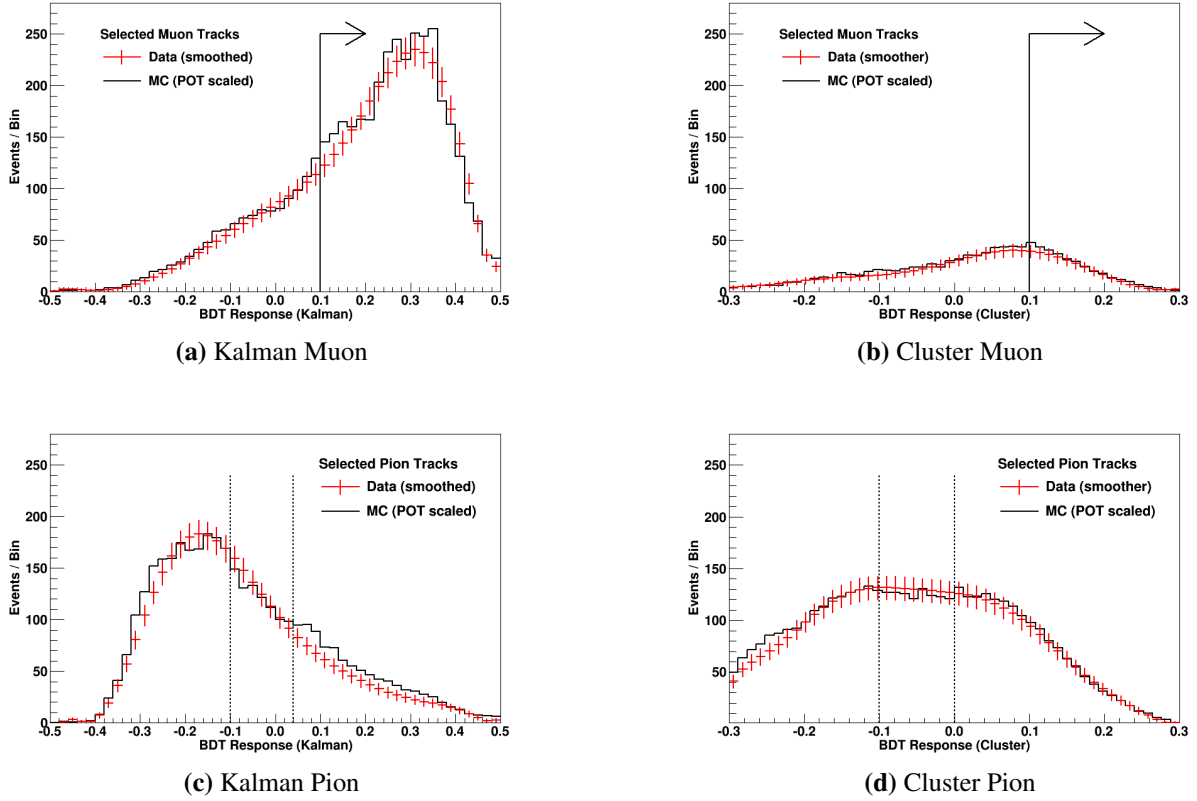 250
200
150
100
50
0
Events / Bin
Selected Muon Tracks
Data (smoothed)
MC (POT scaled)
-0.5 -0.4 -0.3 -0.2 -0.1 0.0 0.1 0.2 0.3 0.4 0.5
BDT Response (Kalman)
(a) Kalman Muon
250
200
150
100
50
0
Events / Bin
Selected Muon Tracks
Data (smoother)
MC (POT scaled)
-0.3 -0.2 -0.1 0.0 0.1 0.2 0.3
BDT Response (Cluster)
(b) Cluster Muon
250
200
150
100
50
0
Events / Bin
Selected Pion Tracks
Data (smoothed)
MC (POT scaled)
-0.5 -0.4 -0.3 -0.2 -0.1 0.0 0.1 0.2 0.3 0.4 0.5
BDT Response (Kalman)
(c) Kalman Pion
250
200
150
100
50
0
Events / Bin
Selected Pion Tracks
Data (smoother)
MC (POT scaled)
-0.3 -0.2 -0.1 0.0 0.1 0.2 0.3
BDT Response (Cluster)
(d) Cluster Pion